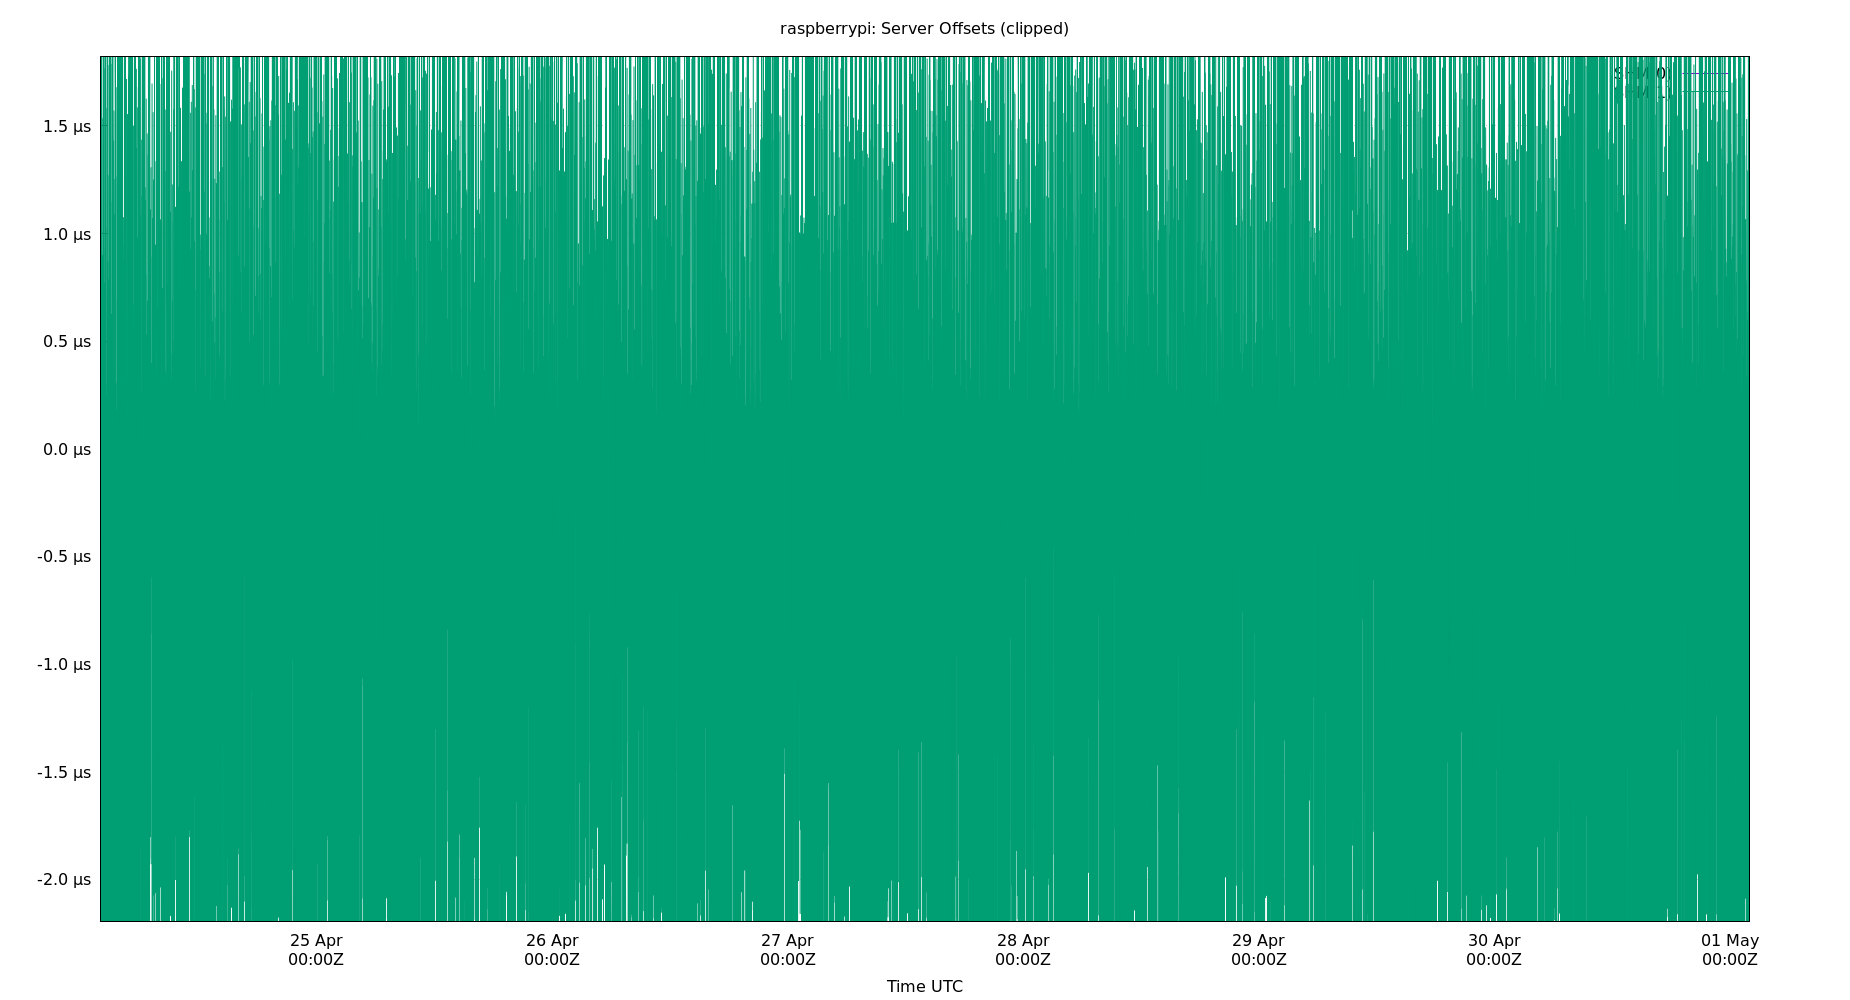 raspberrypi: Server Offsets (clipped)
1.5 µs
1.0 µs
0.5 µs
0.0 µs
-0.5 µs
-1.0 µs
-1.5 µs
-2.0 µs
25 Apr 26 Apr 27 Apr 28 Apr 29 Apr 30 Apr 01 May
00:00Z 00:00Z 00:00Z 00:00Z 00:00Z 00:00Z 00:00Z
Time UTC